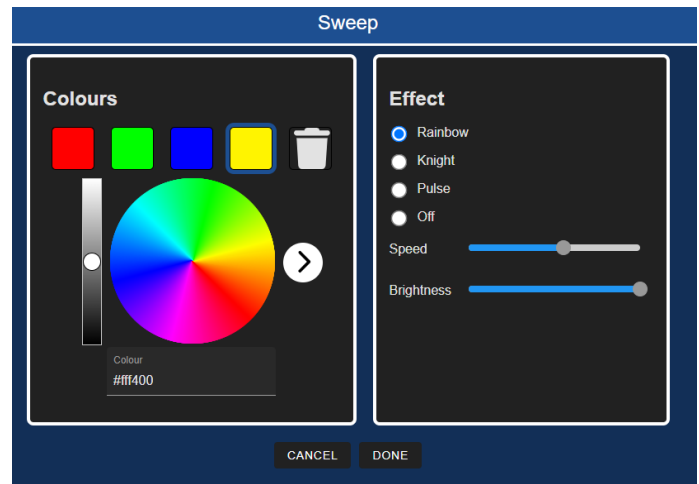 Sweep
Colours
Colour
#fff400
Effect
Rainbow
Knight
Pulse
Off
Speed
Brightness
CANCEL DONE